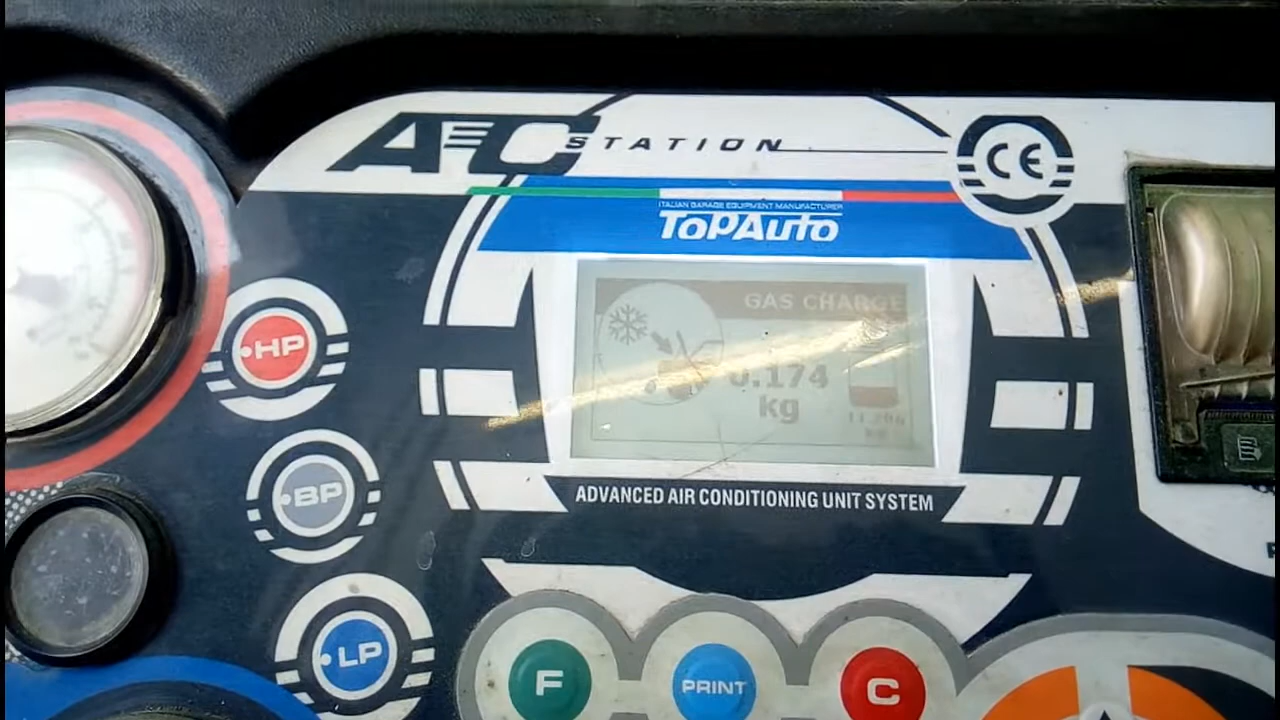 AC STATION
CE
ITALIAN GARAGE EQUIPMENT MANUFACTURER
TOPAUTO
GAS CHARGE
HP
0.174
kg
BP
ADVANCED AIR CONDITIONING UNIT SYSTEM
LP
F
PRINT
C